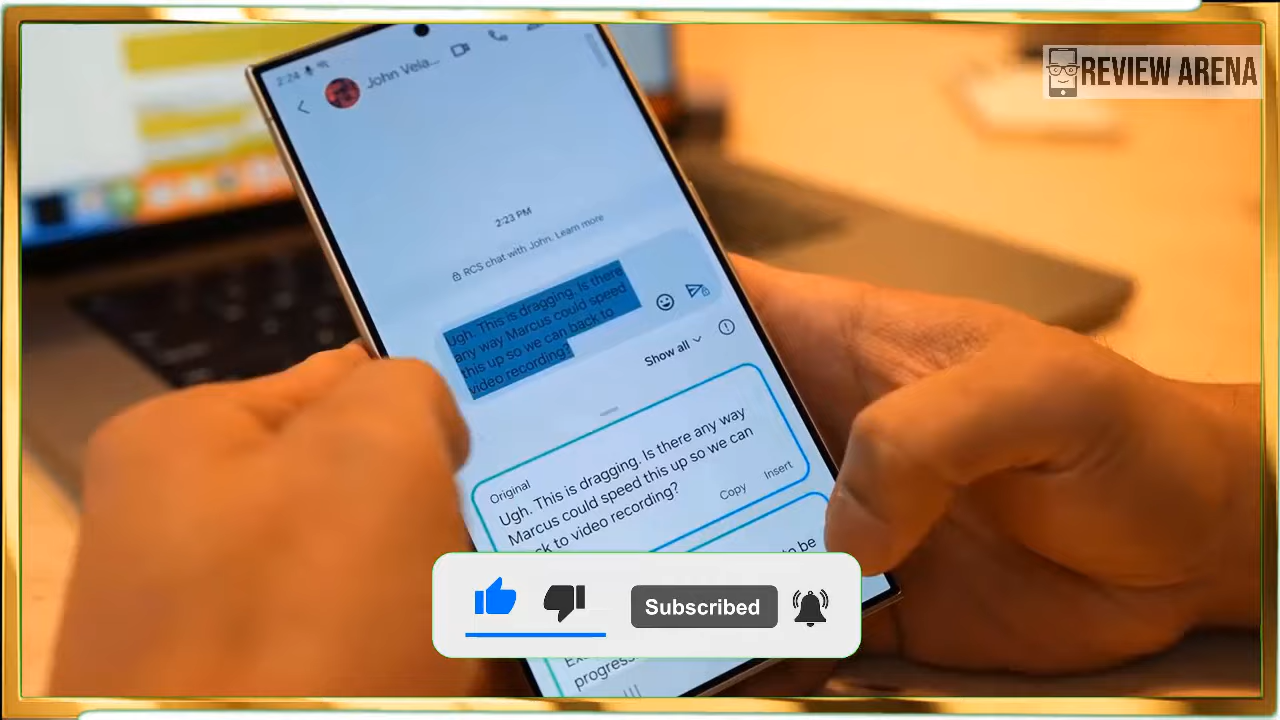 REVIEW ARENA
2:24
John Vela...
2:23 PM
RCS chat with John. Learn more
Ugh. This is dragging. Is there
any way Marcus could speed
this up so we can back to
video recording?
Show all
Original
Ugh. This is dragging. Is there any way
Marcus could speed this up so we can
ck to video recording?
Copy Insert
be
Subscribed
progres